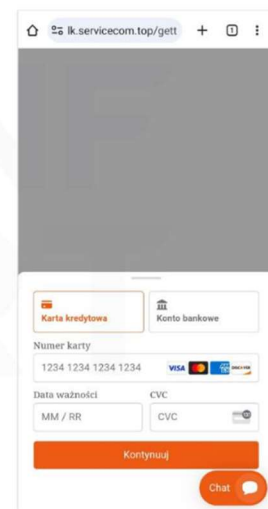 lk.servicecom.top/gett
1
Karta kredytowa
Konto bankowe
Numer karty
1234 1234 1234 1234
VISA
Data ważności
CVC
MM / RR
CVC
Kontynuuj
Chat